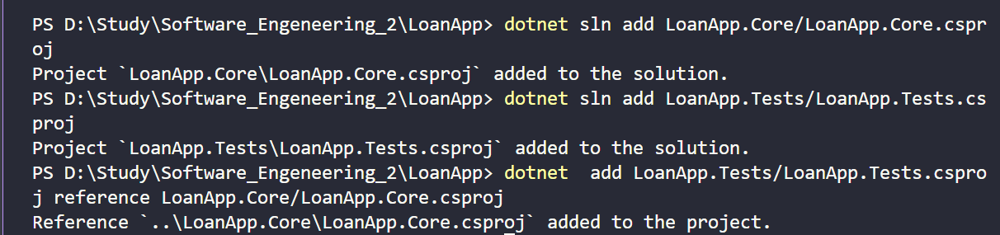 PS D:\Study\Software_Engeneering_2\LoanApp> dotnet sln add LoanApp.Core/LoanApp.Core.cspr
oj
Project `LoanApp.Core\LoanApp.Core.csproj` added to the solution.
PS D:\Study\Software_Engeneering_2\LoanApp> dotnet sln add LoanApp.Tests/LoanApp.Tests.cs
proj
Project `LoanApp.Tests\LoanApp.Tests.csproj` added to the solution.
PS D:\Study\Software_Engeneering_2\LoanApp> dotnet  add LoanApp.Tests/LoanApp.Tests.cspro
j reference LoanApp.Core/LoanApp.Core.csproj
Reference `..\LoanApp.Core\LoanApp.Core.csproj` added to the project.